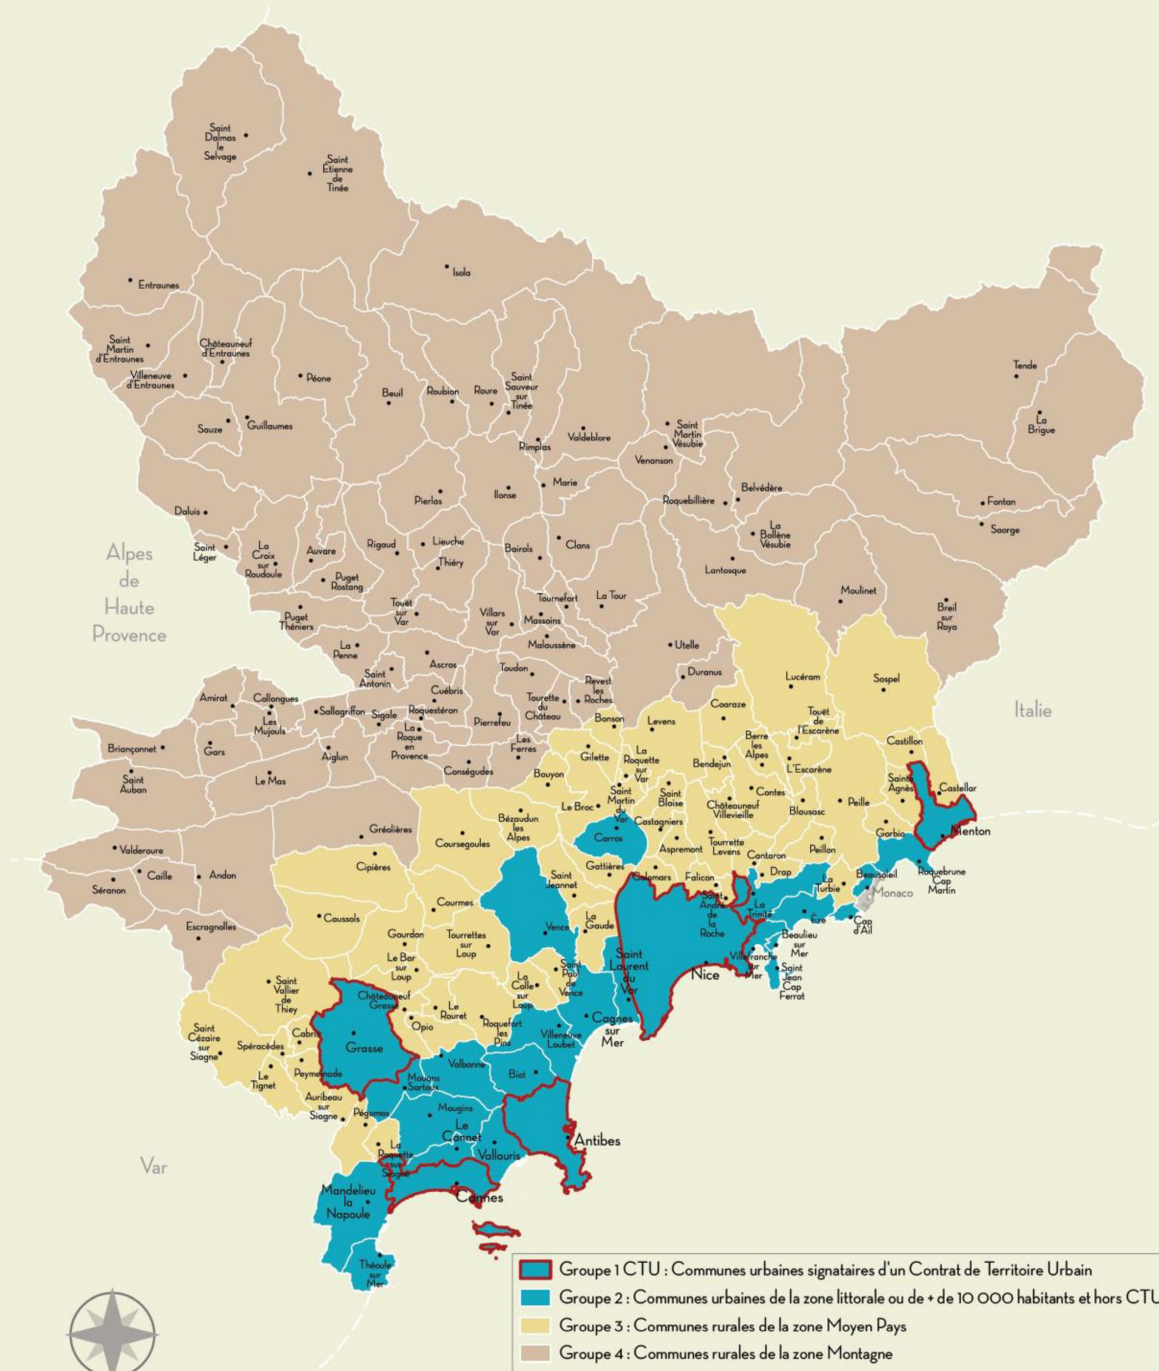 Saint
Dalmas
le
Selvage
Saint
Étienne
de
Tinée
Isola
Entraunes
Saint
Martin
d'Entraunes
Châteauneuf
d'Entraunes
Villeneuve
d'Entraunes
Péone
Beuil
Roubion
Roure
Saint
Sauveur
sur
Tinée
Tende
La
Brigue
Sauze
Guillaumes
Rimplas
Valdeblore
Saint
Martin
Vésubie
Venanson
Pierlas
Ilonse
Marie
Roquebillière
Belvédère
Fontan
Saorge
Daluis
Saint
Léger
La
Croix
sur
Roudoule
Auvare
Rigaud
Lieuche
Thiéry
Bairols
Clans
La
Bollène
Vésubie
Lantosque
Alpes
de
Haute
Provence
Puget
Rostang
Puget
Théniers
Touët
sur
Var
Villars
sur
Var
Tournefort
Massoins
Malaussène
La Tour
Moulinet
Breil
sur
Roya
La
Penne
Saint
Antonin
Ascros
Toudon
Utelle
Duranus
Lucéram
Sospel
Amirat
Collongues
Les
Mujouls
Sallagriffon
Sigale
Cuébris
Roquestéron
La
Roque
en
Provence
Pierrefeu
Tourette
du
Château
Revest
les
Roches
Bonson
Levens
Coaraze
Touët
de
l'Escarène
Italie
Briançonnet
Gars
Saint
Auban
Le Mas
Aiglun
Conségudes
Les
Ferres
Bouyon
Gilette
La
Roquette
sur
Var
Bendejun
Berre
les
Alpes
L'Escarène
Castillon
Sainte
Agnès
Castellar
Le Broc
Saint
Martin
du
Var
Saint
Blaise
Châteauneuf
Villevieille
Contes
Blausasc
Peille
Gorbio
Menton
Gréolières
Coursegoules
Bézaudun
les
Alpes
Carros
Castagniers
Aspremont
Tourrette
Levens
Cantaron
Peillon
Valderoure
Caille
Séranon
Andon
Cipières
Gattières
Colomars
Falicon
Drap
La
Turbie
Beausoleil
Monaco
Roquebrune
Cap
Martin
Escragnolles
Caussols
Courmes
Saint
Jeannet
La
Gaude
Vence
Saint
André
de la
Roche
La
Trinité
Èze
Cap
d'Ail
Gourdon
Tourrettes
sur
Loup
Le Bar
sur
Loup
Saint
Laurent
du
Var
Nice
Villefranche
sur
Mer
Beaulieu
sur
Mer
Saint
Jean
Cap
Ferrat
Saint
Vallier
de
Thiey
Châteauneuf
Grasse
Le
Rouret
Opio
Roquefort
les
Pins
La
Colle
sur
Loup
Saint
Paul
de
Vence
Cagnes
sur
Mer
Villeneuve
Loubet
Saint
Cézaire
sur
Siagne
Spéracèdes
Cabris
Le
Tignet
Peymeinade
Grasse
Auribeau
sur
Siagne
Pégomas
Mouans
Sartoux
Valbonne
Biot
Mougins
Le
Cannet
Vallauris
Antibes
La
Roquette
sur
Siagne
Var
Mandelieu
la
Napoule
Cannes
Théoule
sur
Mer
Groupe 1 CTU : Communes urbaines signataires d'un Contrat de Territoire Urbain
Groupe 2 : Communes urbaines de la zone littorale ou de + de 10 000 habitants et hors CTU
Groupe 3 : Communes rurales de la zone Moyen Pays
Groupe 4 : Communes rurales de la zone Montagne